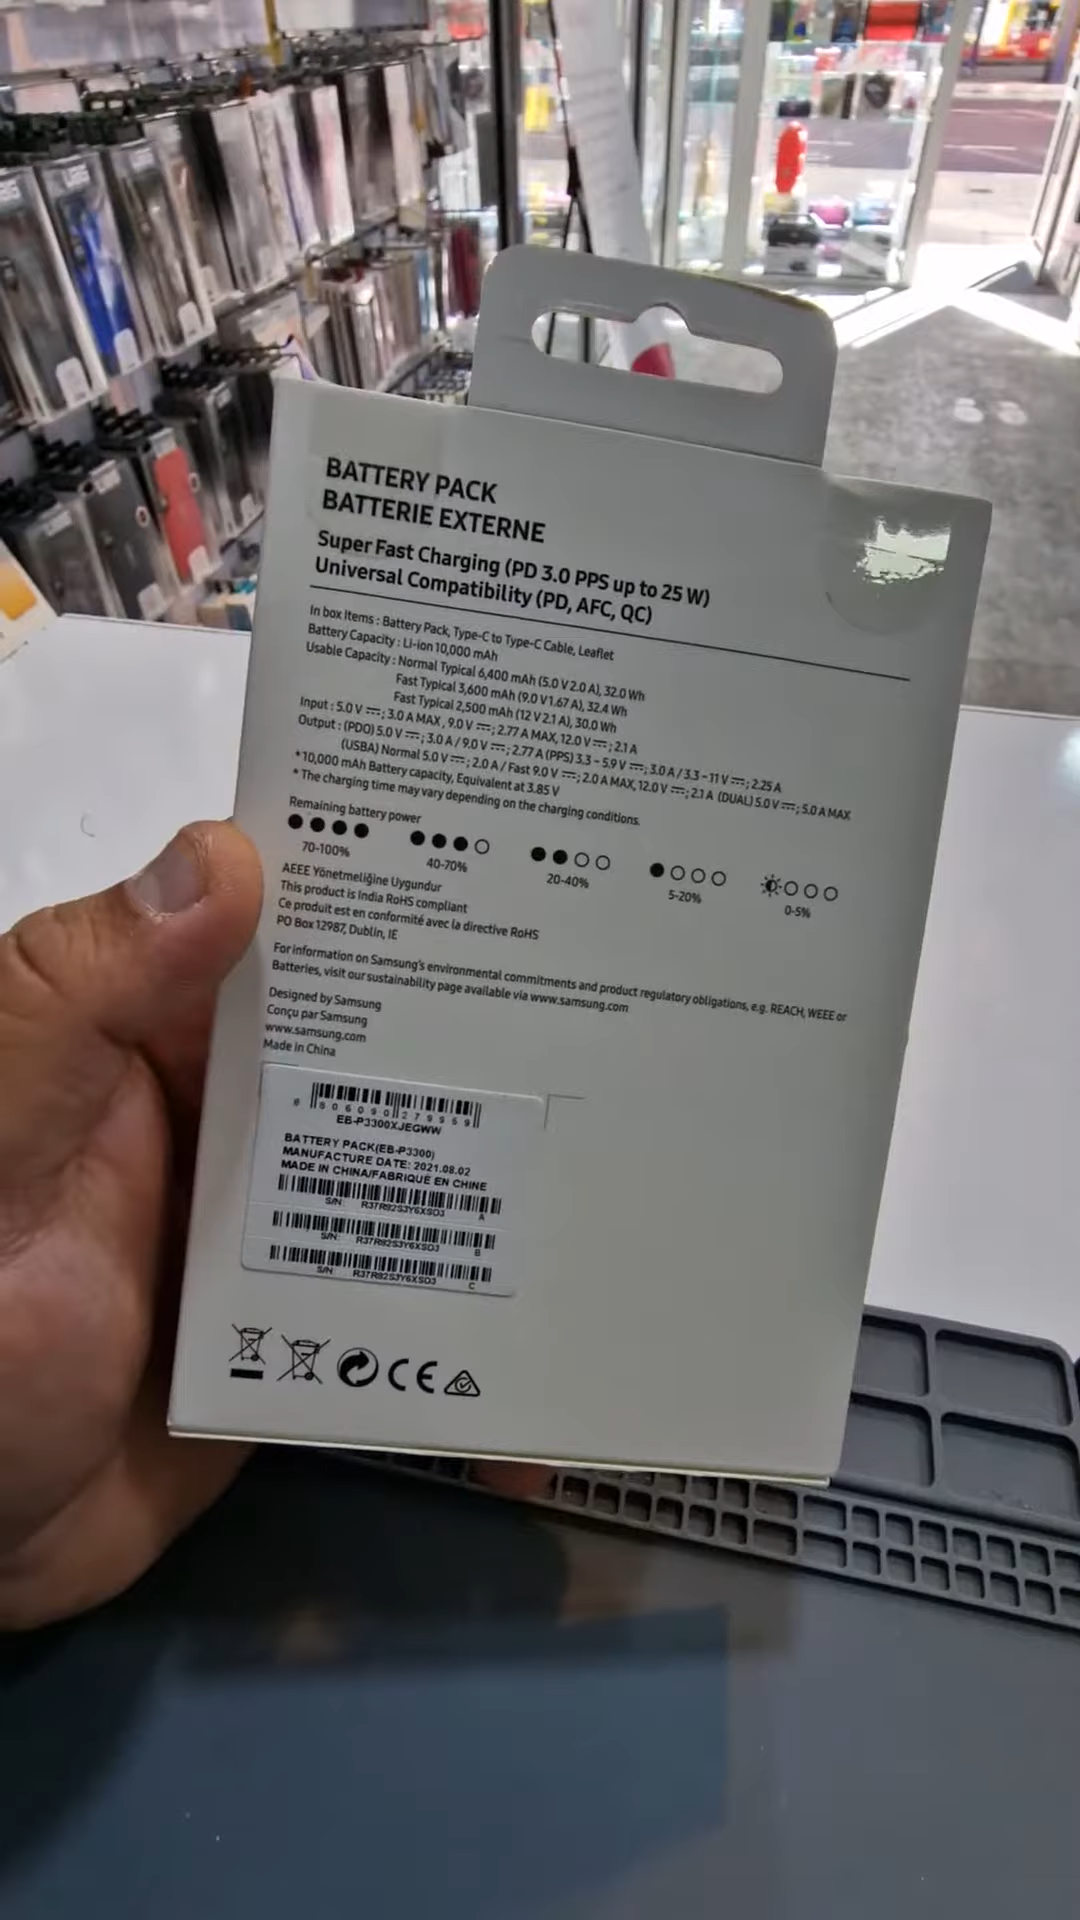 BATTERY PACK
BATTERIE EXTERNE
Super Fast Charging (PD 3.0 PPS up to 25 W)
Universal Compatibility (PD, AFC, QC)
In box Items : Battery Pack, Type-C to Type-C Cable, Leaflet
Battery Capacity : Li-ion 10,000 mAh
Usable Capacity : Normal Typical 6,400 mAh (5.0 V 2.0 A), 32.0 Wh
Fast Typical 3,600 mAh (9.0 V 1.67 A), 32.4 Wh
Fast Typical 2,500 mAh (12 V 2.1 A), 30.0 Wh
Input : 5.0 V ⎓; 3.0 A MAX , 9.0 V ⎓; 2.77 A MAX, 12.0 V ⎓; 2.1 A
Output : (PDO) 5.0 V ⎓; 3.0 A / 9.0 V ⎓; 2.77 A (PPS) 3.3 - 5.9 V ⎓; 3.0 A / 3.3 - 11 V ⎓; 2.25 A
(USBA) Normal 5.0 V ⎓; 2.0 A / Fast 9.0 V ⎓; 2.0 A MAX, 12.0 V ⎓; 2.1 A (DUAL) 5.0 V ⎓; 5.0 A MAX
* 10,000 mAh Battery capacity, Equivalent at 3.85 V
* The charging time may vary depending on the charging conditions.
Remaining battery power
70-100% 40-70% 20-40% 5-20% 0-5%
AEEE Yönetmeliğine Uygundur
This product is India RoHS compliant
Ce produit est en conformité avec la directive RoHS
PO Box 12987, Dublin, IE
For information on Samsung's environmental commitments and product regulatory obligations, e.g. REACH, WEEE or
Batteries, visit our sustainability page available via www.samsung.com
Designed by Samsung
Conçu par Samsung
www.samsung.com
Made in China
8 806090 279959
EB-P3300XJEGWW
BATTERY PACK(EB-P3300)
MANUFACTURE DATE: 2021.08.02
MADE IN CHINA/FABRIQUE EN CHINE
S/N: R37R82S3Y6XSD3 A
S/N: R37R82S3Y6XSD3 B
S/N R37R82S3Y6XSD3 C
CE